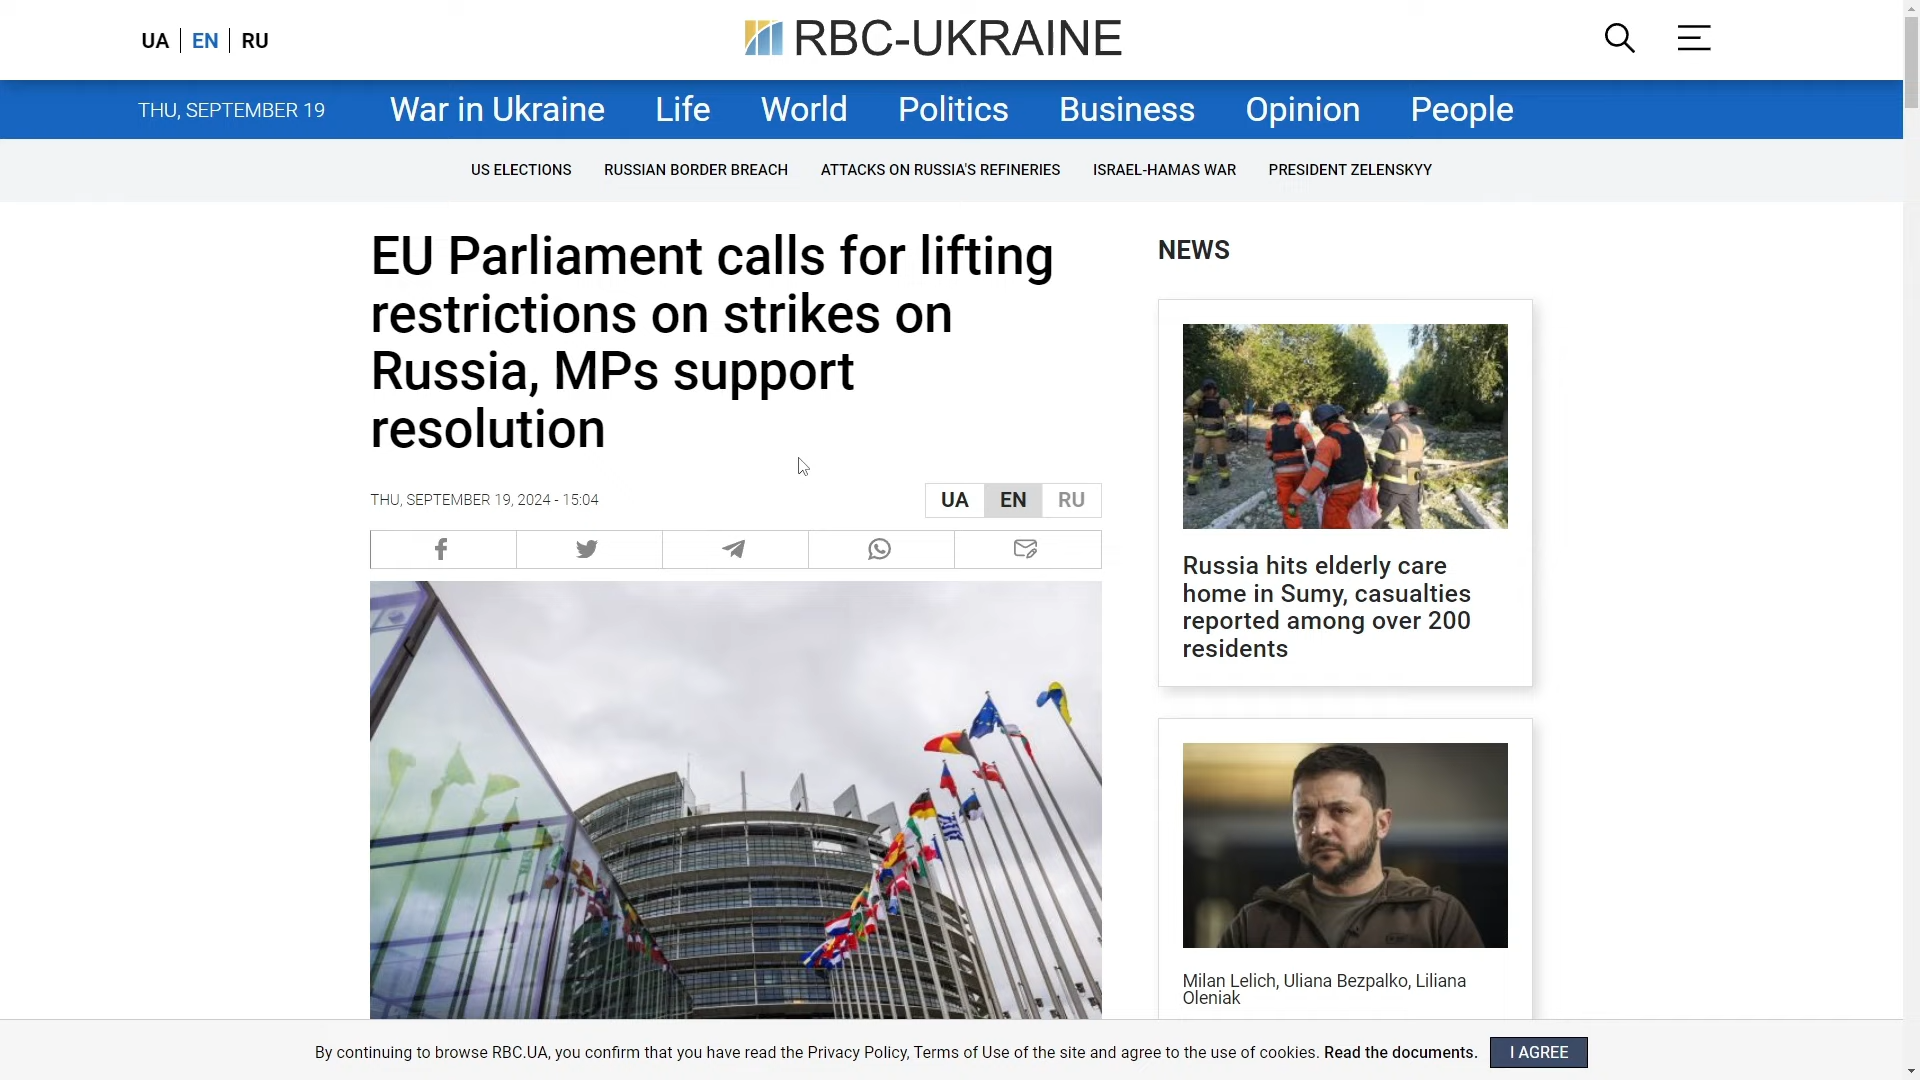 UA EN RU
RBC-UKRAINE
THU, SEPTEMBER 19
War in Ukraine Life World Politics Business Opinion People
US ELECTIONS RUSSIAN BORDER BREACH ATTACKS ON RUSSIA'S REFINERIES ISRAEL-HAMAS WAR PRESIDENT ZELENSKYY
EU Parliament calls for lifting
restrictions on strikes on
Russia, MPs support
resolution
THU, SEPTEMBER 19, 2024 - 15:04
UA EN RU
NEWS
Russia hits elderly care
home in Sumy, casualties
reported among over 200
residents
Milan Lelich, Uliana Bezpalko, Liliana
Oleniak
By continuing to browse RBC.UA, you confirm that you have read the Privacy Policy, Terms of Use of the site and agree to the use of cookies. Read the documents.
I AGREE